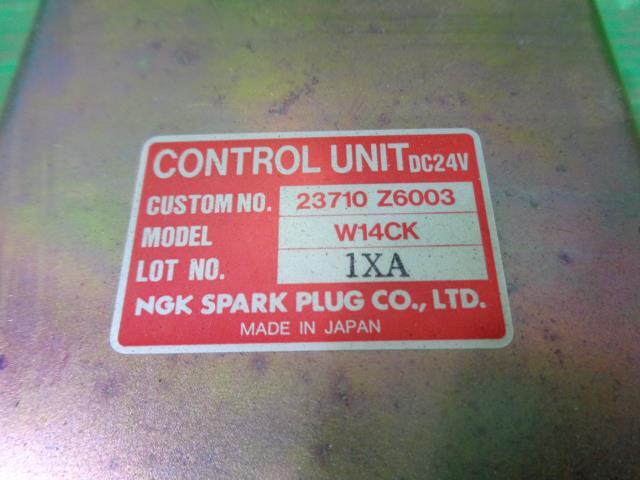 CONTROL UNIT DC24V
CUSTOM NO. 23710 Z6003
MODEL W14CK
LOT NO. 1XA
NGK SPARK PLUG CO., LTD.
MADE IN JAPAN